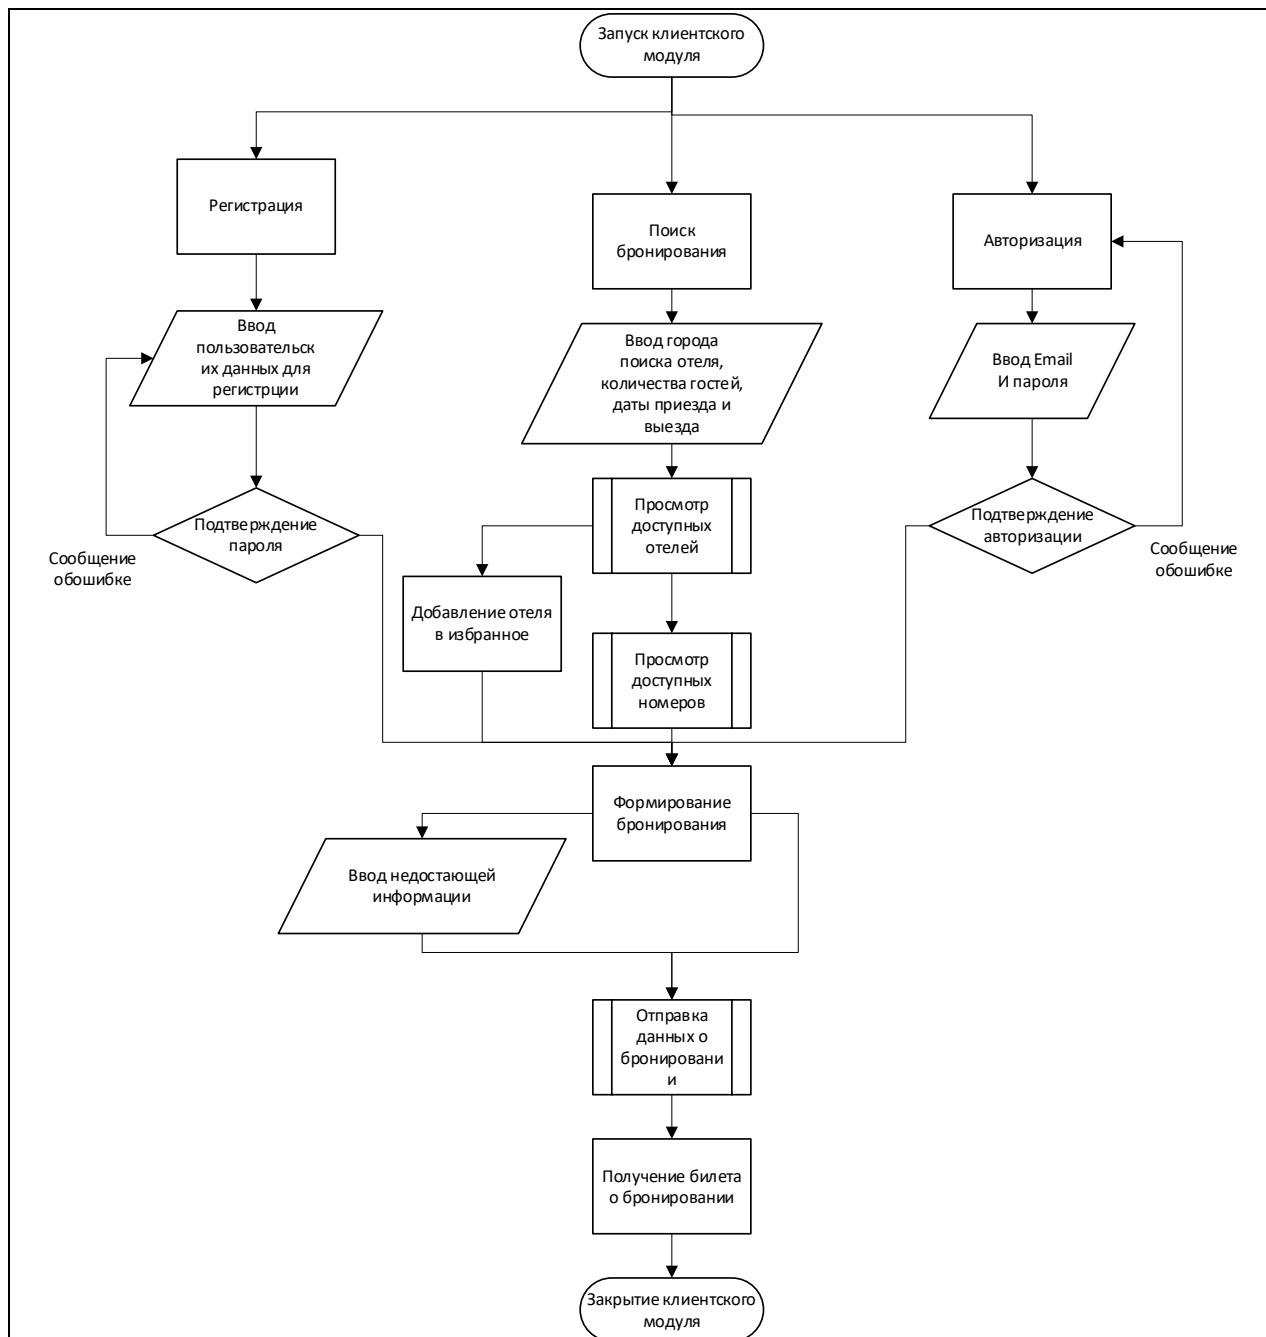 Запуск клиентского
модуля
Регистрация
Поиск
бронирования
Авторизация
Ввод
пользовательск
их данных для
регистрции
Ввод города
поиска отеля,
количества гостей,
даты приезда и
выезда
Ввод Email
И пароля
Подтверждение
пароля
Сообщение
обошибке
Просмотр
доступных
отелей
Подтверждение
авторизации
Сообщение
обошибке
Добавление отеля
в избранное
Просмотр
доступных
номеров
Формирование
бронирования
Ввод недостающей
информации
Отправка
данных о
бронировани
и
Получение билета
о бронировании
Закрытие клиентского
модуля